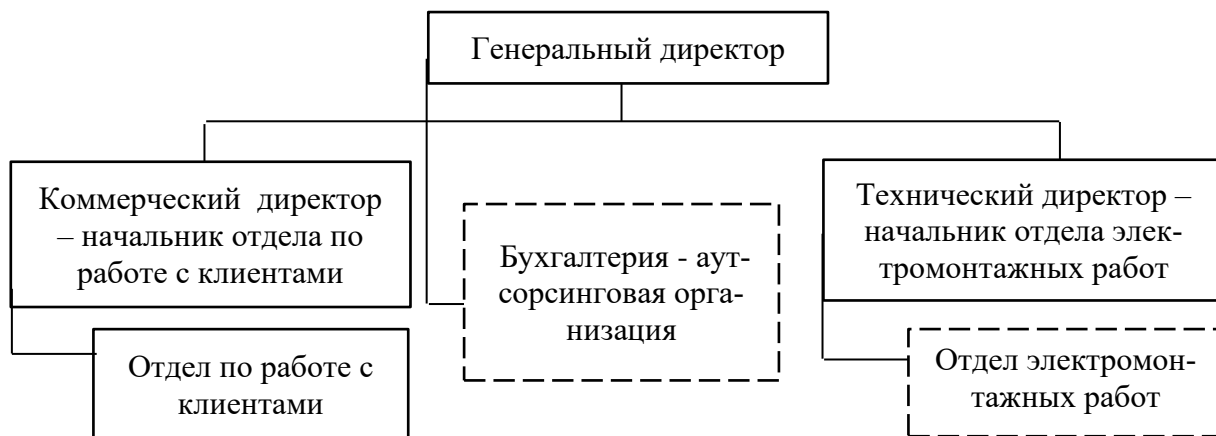 Генеральный директор
Коммерческий  директор
– начальник отдела по
работе с клиентами
Бухгалтерия - аут-
сорсинговая орга-
низация
Технический директор –
начальник отдела элек-
тромонтажных работ
Отдел по работе с
клиентами
Отдел электромон-
тажных работ